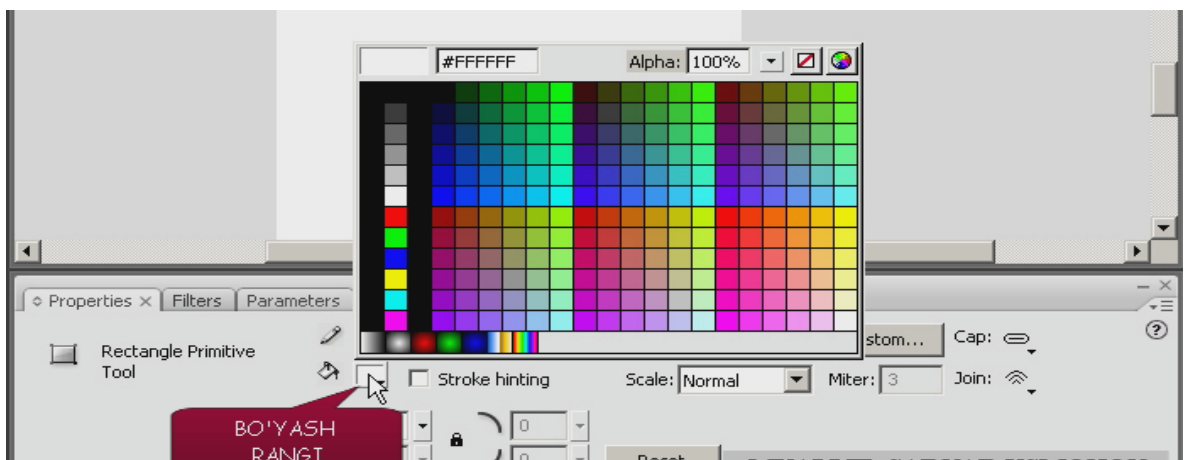 #FFFFFF Alpha: 100%
Properties × Filters Parameters
Rectangle Primitive
Tool
stom... Cap:
Stroke hinting Scale: Normal Miter: 3 Join:
BO'YASH
RANGI
0
0
Reset